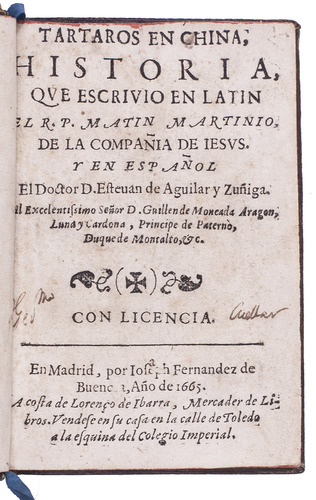 TARTAROS EN CHINA,
HISTORIA,
QVE ESCRIVIO EN LATIN
EL R. P. MATIN MARTINIO,
DE LA COMPAÑIA DE IESVS.
Y EN ESPAÑOL
El Doctor D. Esteuan de Aguilar y Zuñiga.
Al Excelentissimo Señor D. Guillen de Moncada Aragon,
Luna y Cardona, Principe de Paternò,
Duque de Montalto, &c.
CON LICENCIA.
Cuellar
En Madrid, por Ioseph Fernandez de
Año de 1665.
A costa de Lorenço de Ibarra, Mercader de Li-
bros. Vendese en su casa en la calle de Toledo
a la esquina del Colegio Imperial.